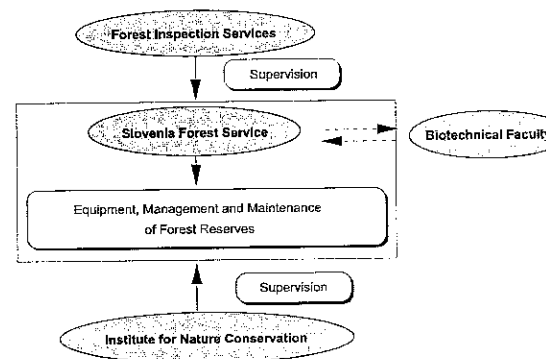 Forest Inspection Services
Supervision
Slovenia Forest Service
Biotechnical Faculty
Equipment, Management and Maintenance
of Forest Reserves
Supervision
Institute for Nature Conservation